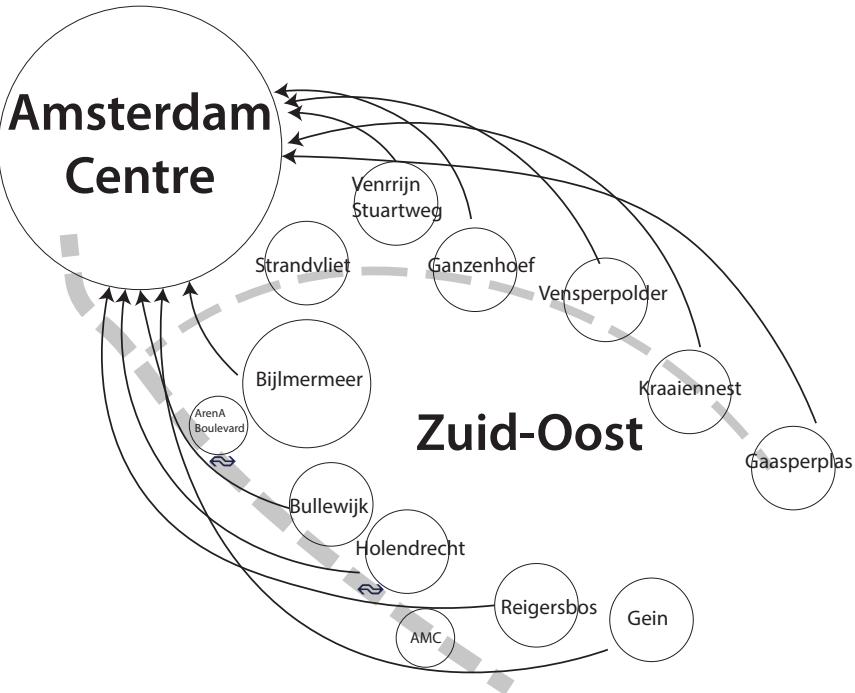 Amsterdam
Centre
Venrrijn
Stuartweg
Strandvliet
Ganzenhoef
Vensperpolder
Bijlmermeer
Kraaiennest
ArenA
Boulevard
Zuid-Oost
Gaasperplas
Bullewijk
Holendrecht
Reigersbos
Gein
AMC